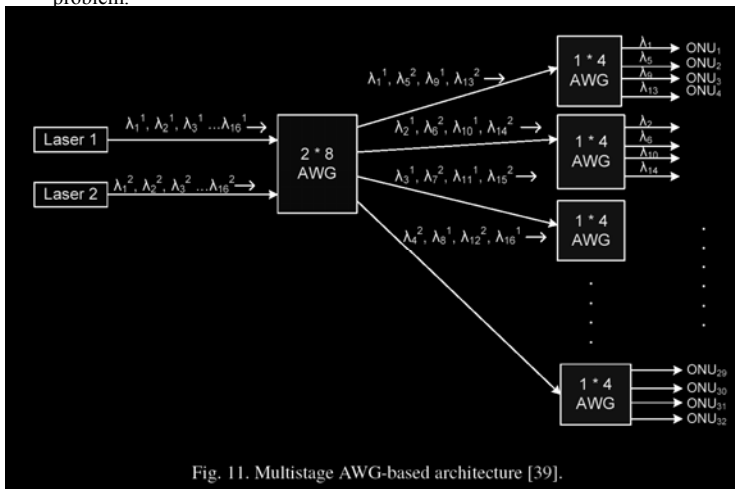 problem.
λ₁¹, λ₅², λ₉¹, λ₁₃² →
1 * 4
AWG
λ₁ ONU₁
λ₅ ONU₂
λ₉ ONU₃
λ₁₃ ONU₄
Laser 1
λ₁¹, λ₂¹, λ₃¹ ...λ₁₆¹→
Laser 2
λ₁², λ₂², λ₃² ...λ₁₆²→
2 * 8
AWG
λ₂¹, λ₆², λ₁₀¹, λ₁₄² →
1 * 4
AWG
λ₂
λ₆
λ₁₀
λ₁₄
λ₃¹, λ₇², λ₁₁¹, λ₁₅² →
1 * 4
AWG
λ₄², λ₈¹, λ₁₂², λ₁₆¹ →
1 * 4
AWG
ONU₂₉
ONU₃₀
ONU₃₁
ONU₃₂
Fig. 11. Multistage AWG-based architecture [39].